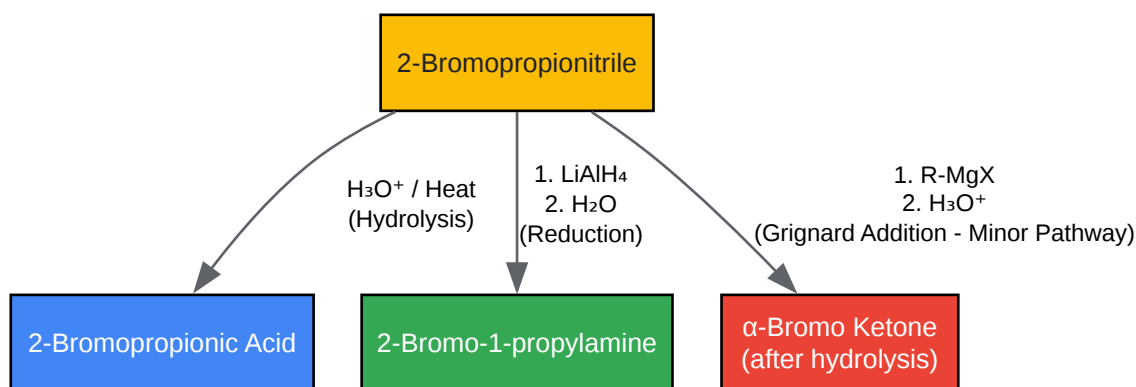 2-Bromopropionitrile
H₃O⁺ / Heat
(Hydrolysis)
1. LiAlH₄
2. H₂O
(Reduction)
1. R-MgX
2. H₃O⁺
(Grignard Addition - Minor Pathway)
2-Bromopropionic Acid
2-Bromo-1-propylamine
α-Bromo Ketone
(after hydrolysis)